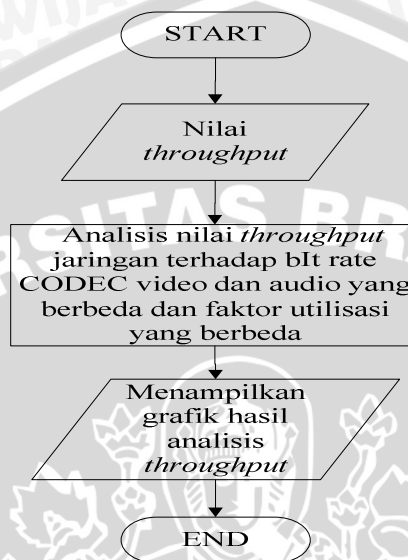 START
Nilai
throughput
Analisis nilai throughput
jaringan terhadap bIt rate
CODEC video dan audio yang
berbeda dan faktor utilisasi
yang berbeda
Menampilkan
grafik hasil
analisis
throughput
END